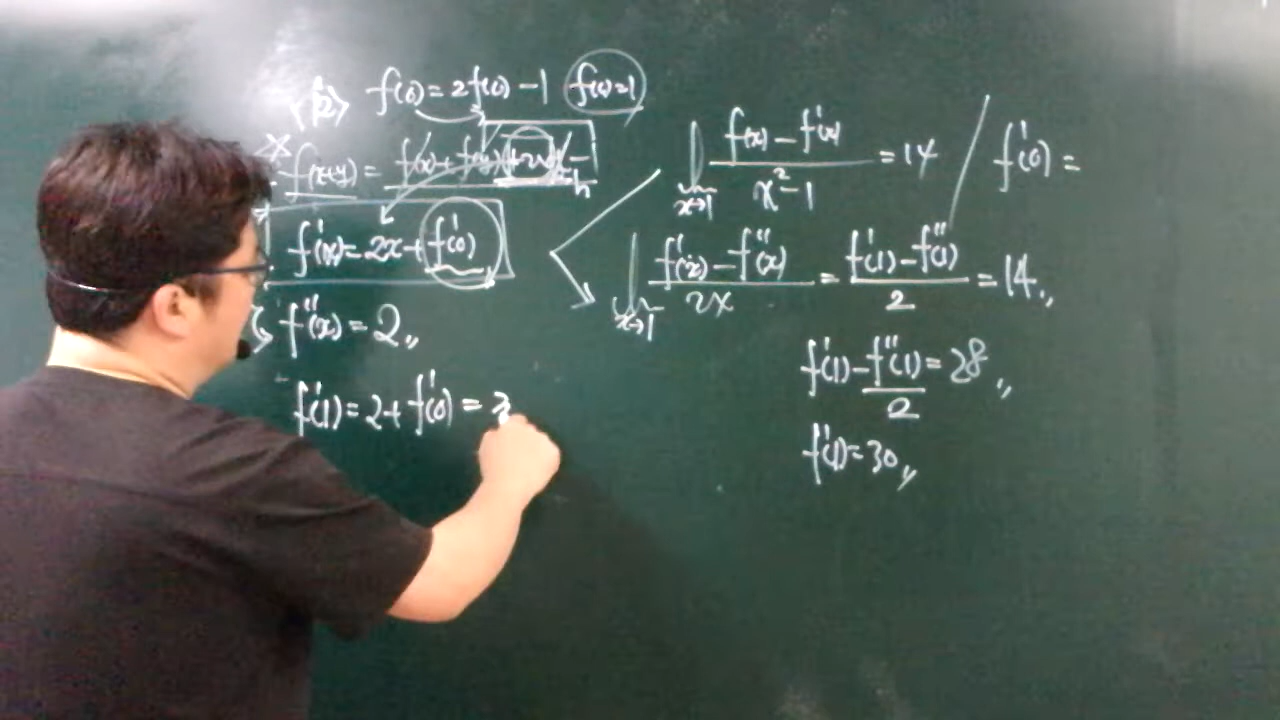 f(0) = 2f(0) - 1 f(0)=1
f(x+y) = f(x) + f(y) + 2xy - 1
h
f'(x) = 2x + f'(0)
f''(x) = 2,,
f'(1) = 2 + f'(0) = 3
lim x→1 f(x) - f'(x) / x² - 1 = 14 / f'(0) =
lim x→1 f'(x) - f''(x) / 2x = f'(1) - f''(1) / 2 = 14,,
f'(1) - f''(1) = 28,,
2
f'(1) = 30,,